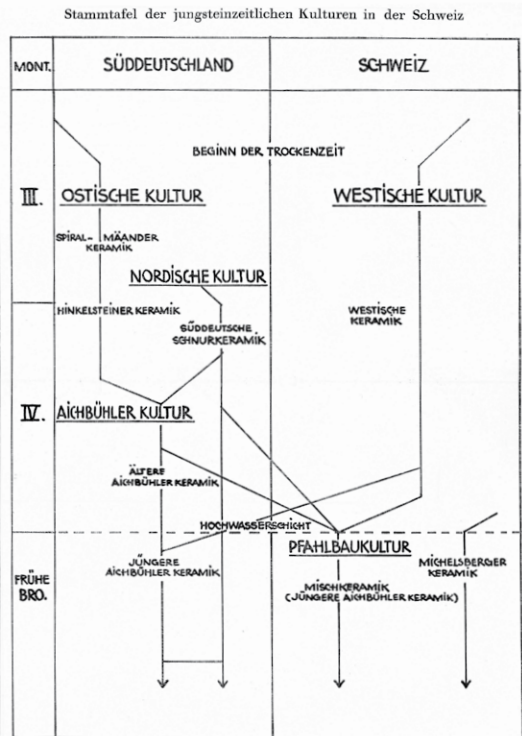 Stammtafel der jungsteinzeitlichen Kulturen in der Schweiz
MONT.
SÜDDEUTSCHLAND
SCHWEIZ
BEGINN DER TROCKENZEIT
III.
OSTISCHE KULTUR
WESTISCHE KULTUR
SPIRAL- MÄANDER
KERAMIK
NORDISCHE KULTUR
HINKELSTEINER KERAMIK
WESTISCHE
KERAMIK
SÜDDEUTSCHE
SCHNURKERAMIK
IV.
AICHBÜHLER KULTUR
ÄLTERE
AICHBÜHLER KERAMIK
HOCHWASSERSCHICHT
PFAHLBAUKULTUR
FRÜHE
BRO.
JÜNGERE
AICHBÜHLER KERAMIK
MICHELSBERGER
KERAMIK
MISCHKERAMIK
(JÜNGERE AICHBÜHLER KERAMIK)